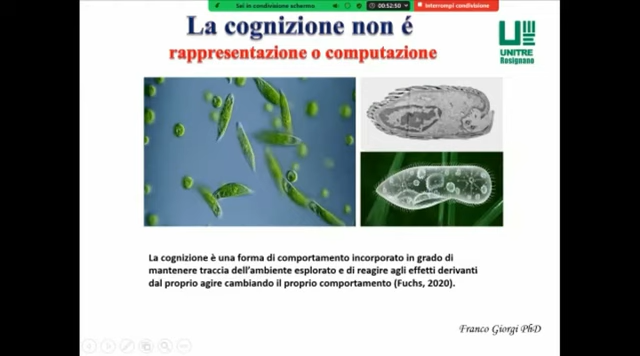 Sei in condivisione schermo
00:52:50
Interrompi condivisione
La cognizione non é
rappresentazione o computazione
UNITRE
Rosignano
La cognizione è una forma di comportamento incorporato in grado di
mantenere traccia dell'ambiente esplorato e di reagire agli effetti derivanti
dal proprio agire cambiando il proprio comportamento (Fuchs, 2020).
Franco Giorgi PhD